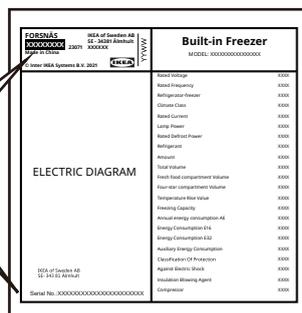 FORSNÄS
XXXXXXXX
23071
Made in China
IKEA of Sweden AB
SE - 34381 Älmhult
XXXXXX
© Inter IKEA Systems B.V. 2021
IKEA
YYWW
Built-in Freezer
MODEL: XXXXXXXXXXXXXXX
Rated Voltage XXXX
Rated Frequency XXXX
Refrigerator-freezer XXXX
Climate Class XXXX
Rated Current XXXX
Lamp Power XXXX
Rated Defrost Power XXXX
Refrigerant XXXX
Amount XXXX
Total Volume XXXX
Fresh food compartment Volume XXXX
Four-star compartment Volume XXXX
Temperature Rise Value XXXX
Freezing Capacity XXXX
Annual energy consumption AE XXXX
Energy Consumption E16 XXXX
Energy Consumption E32 XXXX
Auxiliary Energy Consumption XXXX
Classification Of Protection XXXX
Against Electric Shock XXXX
Insulation Blowing Agent XXXX
Compressor XXXX
ELECTRIC DIAGRAM
IKEA of Sweden AB
SE- 343 81 Älmhult
Serial No.:XXXXXXXXXXXXXXXXXXXXXX